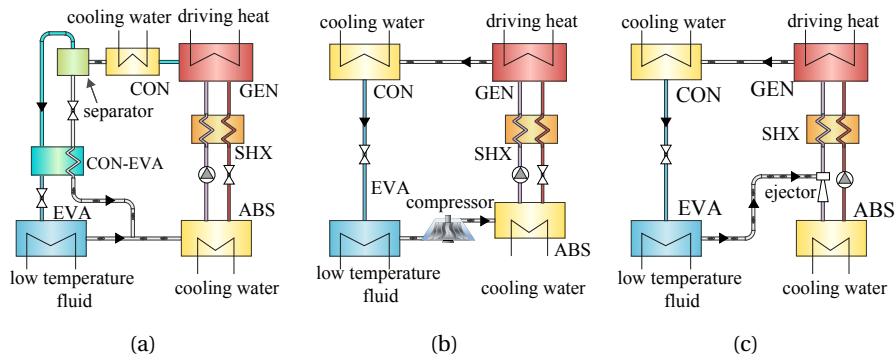 cooling water
driving heat
CON
GEN
separator
SHX
CON-EVA
EVA
ABS
low temperature
fluid
cooling water
(a)
cooling water
driving heat
CON
GEN
SHX
EVA
compressor
ABS
low temperature
fluid
cooling water
(b)
cooling water
driving heat
CON
GEN
SHX
ejector
EVA
ABS
low temperature
fluid
cooling water
(c)